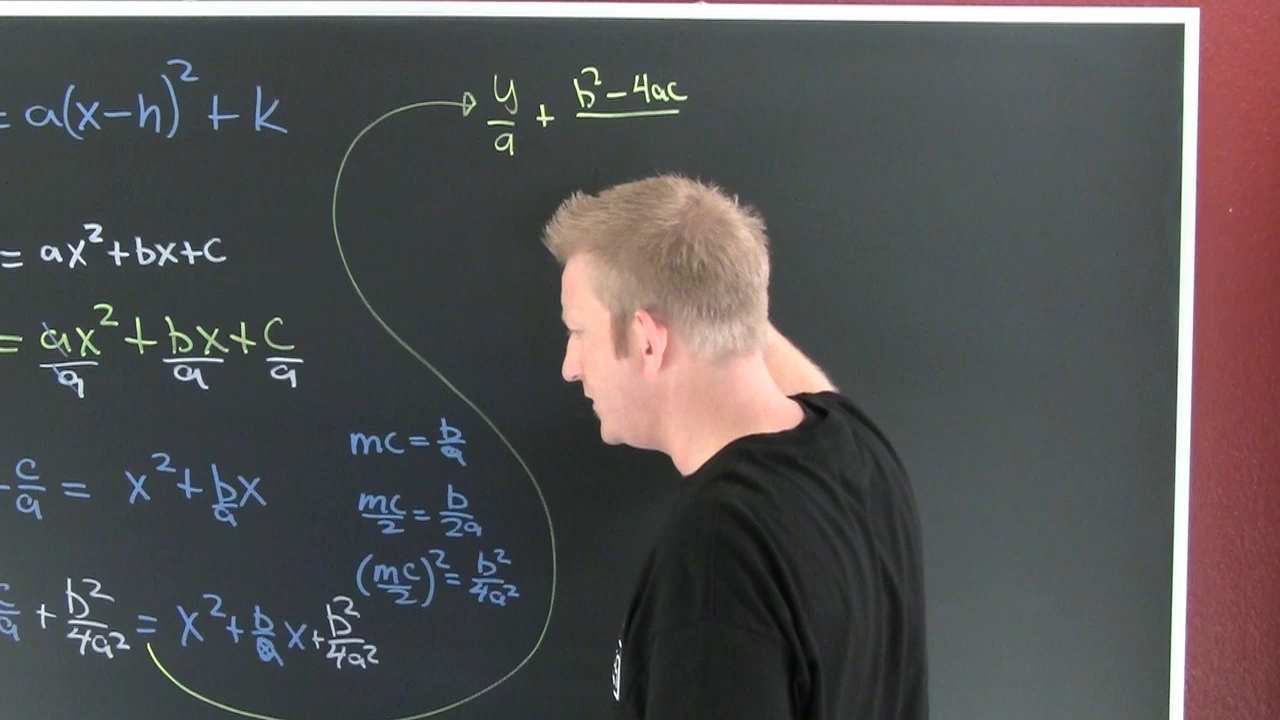 = a(x-h)² + k
y/a + b²-4ac
= ax² + bx + c
= ax²/a + bx/a + c/a
- c/a = x² + b/a x
mc = b/a
mc/2 = b/2a
(mc/2)² = b²/4a²
c/a + b²/4a² = x² + b/a x + b²/4a²